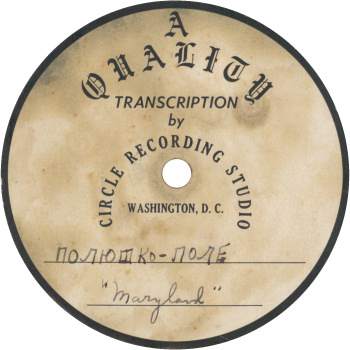 A
QUALITY
TRANSCRIPTION
by
CIRCLE RECORDING STUDIO
WASHINGTON, D. C.
ПОЛЮШКО-ПОЛЕ
"Maryland"